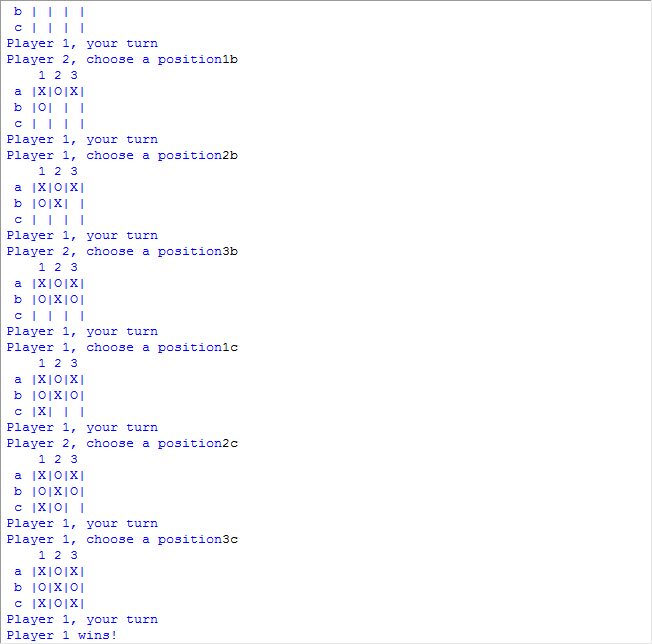 b | | | |
 c | | | |
Player 1, your turn
Player 2, choose a position1b
    1 2 3
 a |X|O|X|
 b |O| | |
 c | | | |
Player 1, your turn
Player 1, choose a position2b
    1 2 3
 a |X|O|X|
 b |O|X| |
 c | | | |
Player 1, your turn
Player 2, choose a position3b
    1 2 3
 a |X|O|X|
 b |O|X|O|
 c | | | |
Player 1, your turn
Player 1, choose a position1c
    1 2 3
 a |X|O|X|
 b |O|X|O|
 c |X| | |
Player 1, your turn
Player 2, choose a position2c
    1 2 3
 a |X|O|X|
 b |O|X|O|
 c |X|O| |
Player 1, your turn
Player 1, choose a position3c
    1 2 3
 a |X|O|X|
 b |O|X|O|
 c |X|O|X|
Player 1, your turn
Player 1 wins!